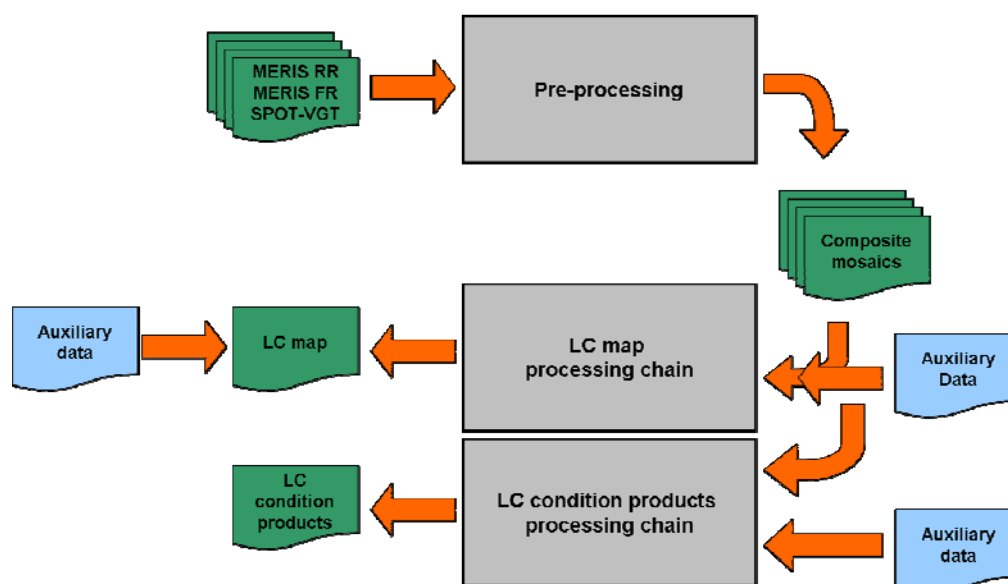 MERIS RR
MERIS FR
SPOT-VGT
Pre-processing
Composite
mosaics
Auxiliary
data
LC map
LC map
processing chain
Auxiliary
Data
LC
condition
products
LC condition products
processing chain
Auxiliary
data